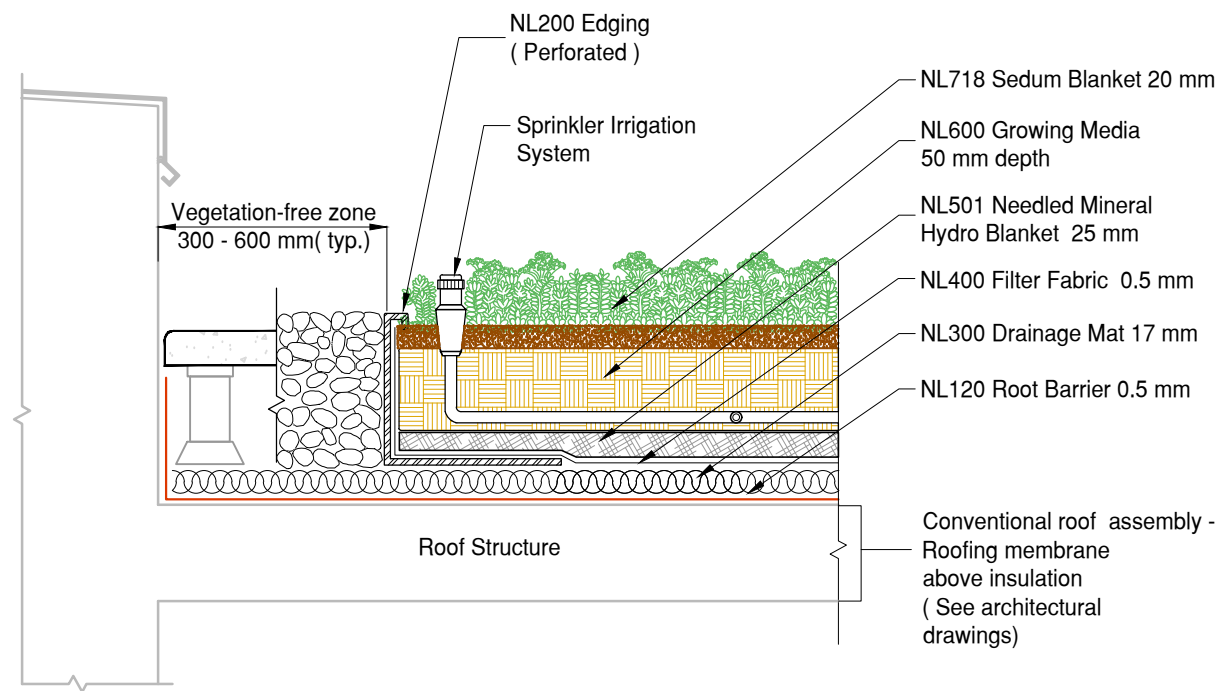 NL200 Edging
( Perforated )
Sprinkler Irrigation
System
Vegetation-free zone
300 - 600 mm( typ.)
NL718 Sedum Blanket 20 mm
NL600 Growing Media
50 mm depth
NL501 Needled Mineral
Hydro Blanket 25 mm
NL400 Filter Fabric 0.5 mm
NL300 Drainage Mat 17 mm
NL120 Root Barrier 0.5 mm
Roof Structure
Conventional roof assembly -
Roofing membrane
above insulation
( See architectural
drawings)